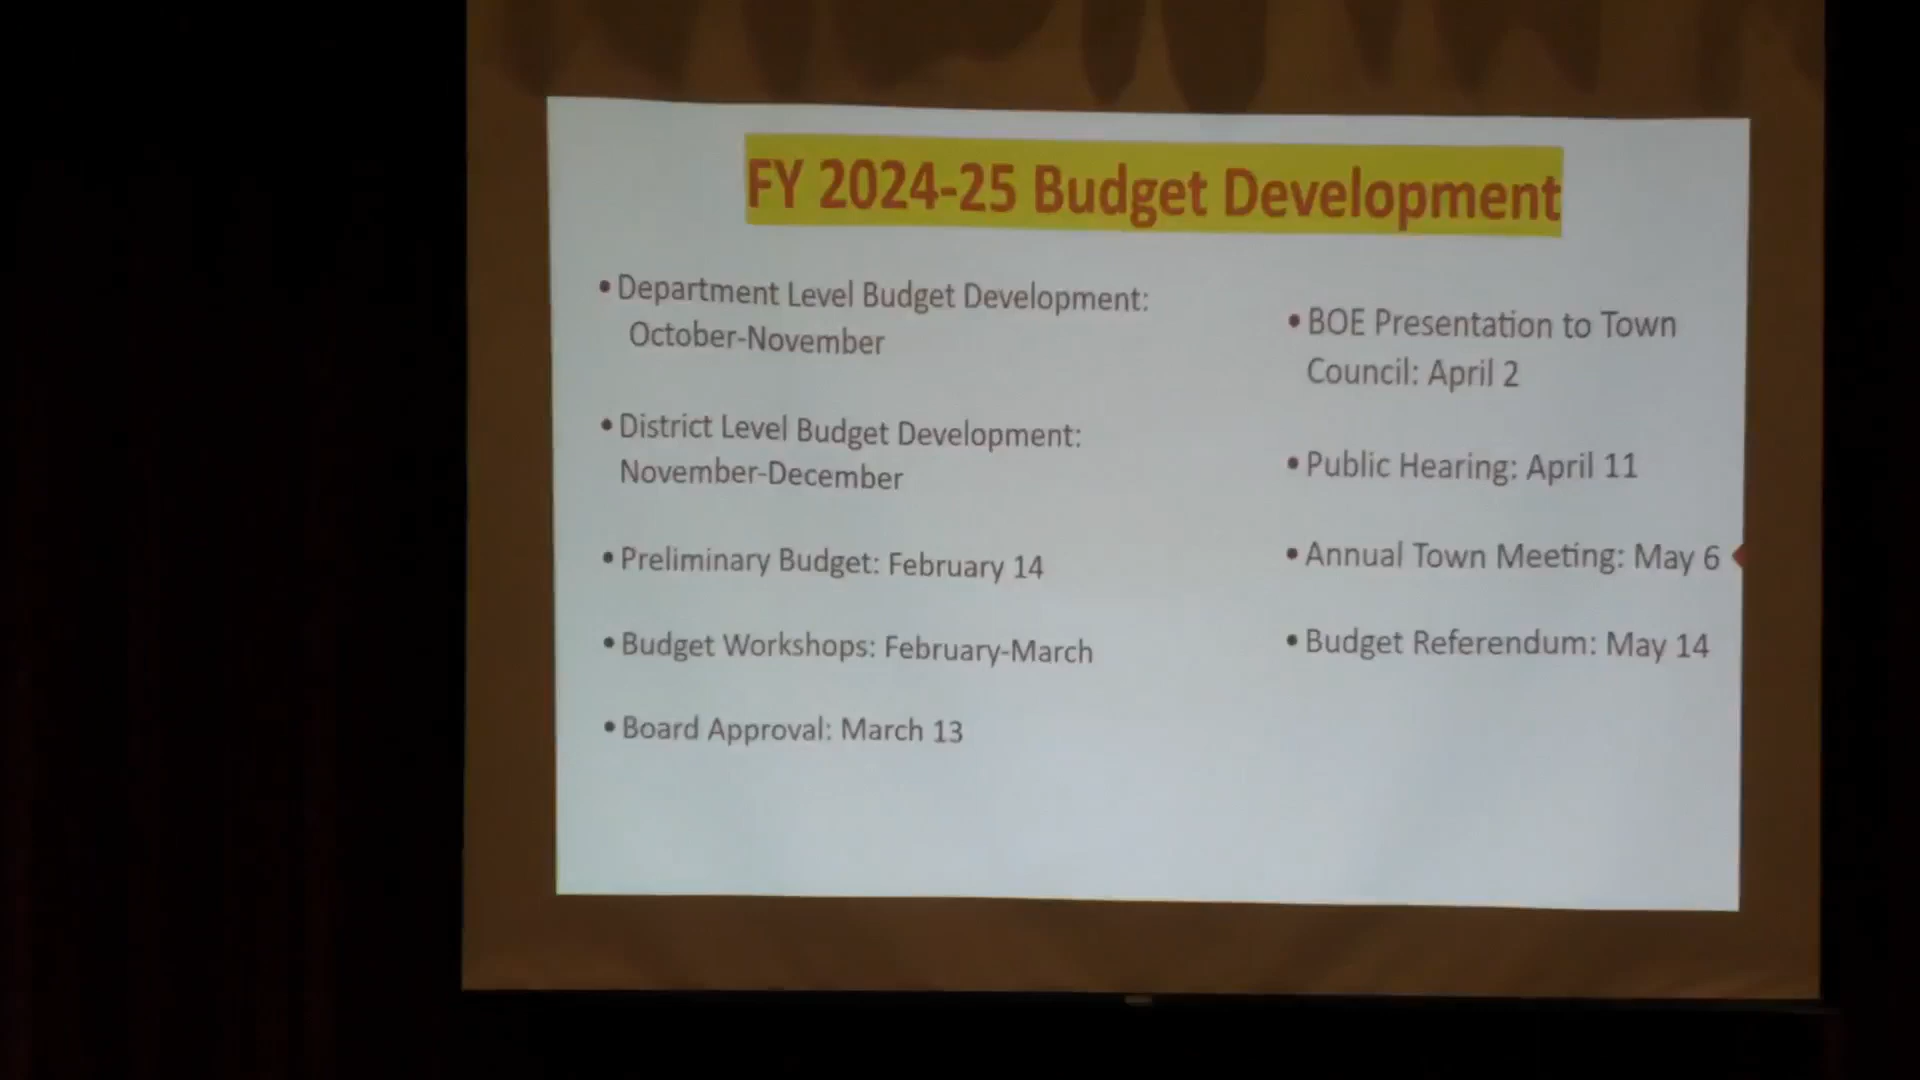 FY 2024-25 Budget Development
• Department Level Budget Development:
October-November
• District Level Budget Development:
November-December
• Preliminary Budget: February 14
• Budget Workshops: February-March
• Board Approval: March 13
• BOE Presentation to Town
Council: April 2
• Public Hearing: April 11
• Annual Town Meeting: May 6
• Budget Referendum: May 14